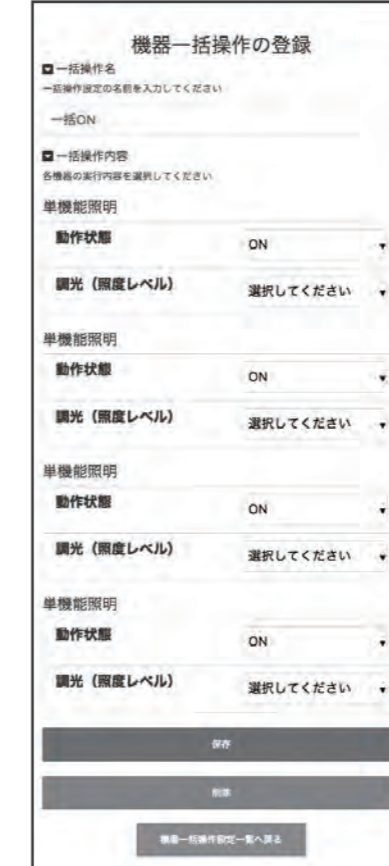 機器一括操作の登録
一括操作名
一括操作設定の名前を入力してください
一括ON
一括操作内容
各機器の実行内容を選択してください
単機能照明
動作状態 ON
調光（照度レベル） 選択してください
単機能照明
動作状態 ON
調光（照度レベル） 選択してください
単機能照明
動作状態 ON
調光（照度レベル） 選択してください
単機能照明
動作状態 ON
調光（照度レベル） 選択してください
保存
削除
機器一括操作設定一覧へ戻る